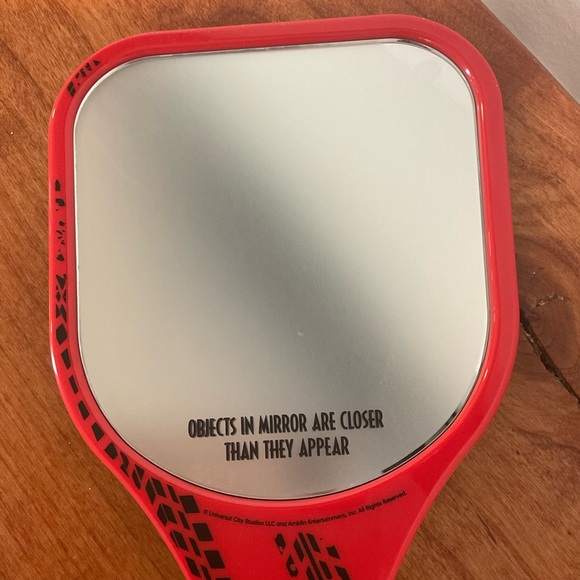 OBJECTS IN MIRROR ARE CLOSER
THAN THEY APPEAR
© Universal City Studios LLC and Amblin Entertainment, Inc. All Rights Reserved.